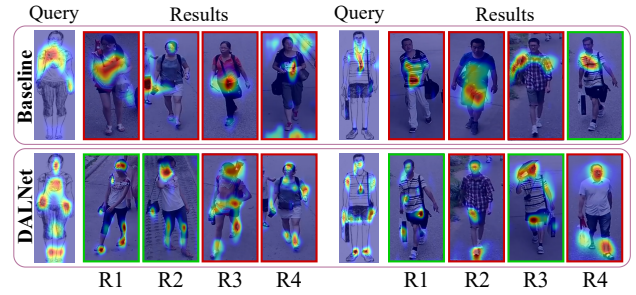 Query Results Query Results
Baseline
DALNet
R1 R2 R3 R4 R1 R2 R3 R4